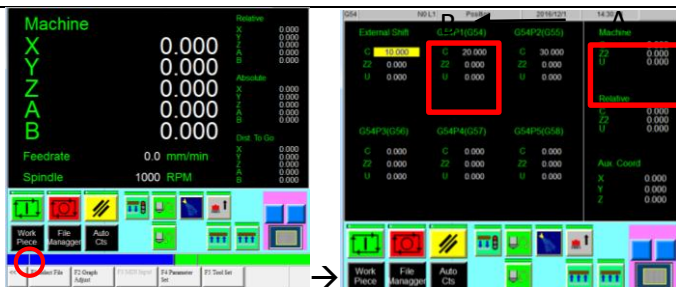 Machine
X 0.000
Y 0.000
Z 0.000
A 0.000
B 0.000
Feedrate 0.0 mm/min
Spindle 1000 RPM
Relative
X 0.000
Y 0.000
Z 0.000
A 0.000
B 0.000
Absolute
X 0.000
Y 0.000
Z 0.000
A 0.000
B 0.000
Dist. To Go
X 0.000
Y 0.000
Z 0.000
A 0.000
B 0.000
Work Piece
File Managger
Auto Cts
F2 Graph Adjust
F3 MDI Input
F4 Parameter Set
F5 Tool Set
→
B A
G54 N0 L1 Position 2016/12/1 14:30
External Shift
C 10.000
Z2 0.000
U 0.000
G54P1(G54)
C 20.000
Z2 0.000
U 0.000
G54P2(G55)
C 30.000
Z2 0.000
U 0.000
Machine
0.000
Z2 0.000
U 0.000
Relative
C 0.000
Z2 0.000
U 0.000
G54P3(G56)
C 0.000
Z2 0.000
U 0.000
G54P4(G57)
C 0.000
Z2 0.000
U 0.000
G54P5(G58)
C 0.000
Z2 0.000
U 0.000
Aux. Coord
X 0.000
Y 0.000
Z 0.000
Work Piece
File Managger
Auto Cts